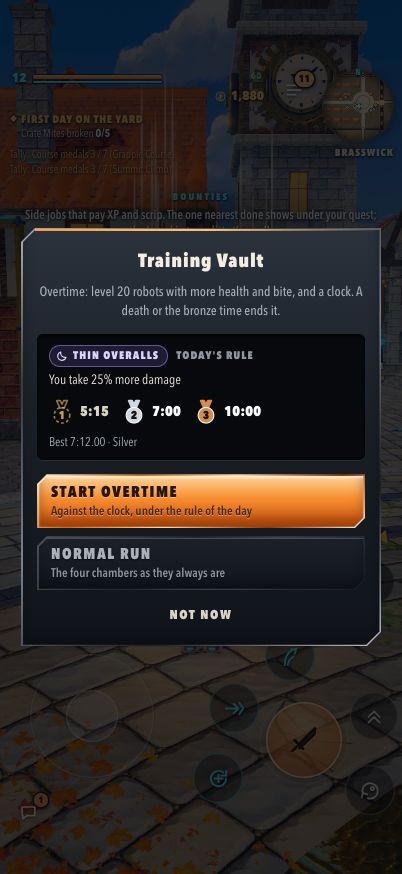 12
60
11
N
1,880
FIRST DAY ON THE YARD
Crate Mites broken 0/5
Tally: Course medals 3 / 7 (Grapple Course)
Tally: Course medals 3 / 7 (Summit Climb)
BRASSWICK
BOUNTIES
Side jobs that pay XP and scrip. The one nearest done shows under your quest;
Training Vault
Overtime: level 20 robots with more health and bite, and a clock. A
death or the bronze time ends it.
THIN OVERALLS TODAY'S RULE
You take 25% more damage
1 5:15 2 7:00 3 10:00
Best 7:12.00 · Silver
START OVERTIME
Against the clock, under the rule of the day
NORMAL RUN
The four chambers as they always are
NOT NOW
1